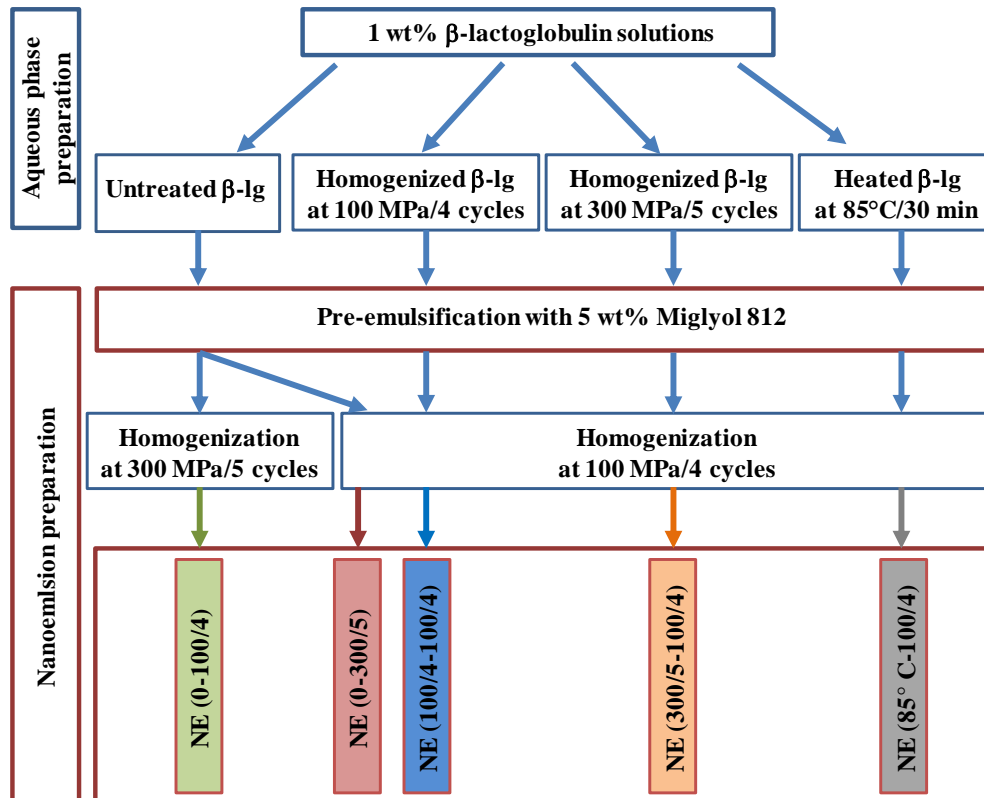 Aqueous phase
preparation
1 wt% β-lactoglobulin solutions
Untreated β-lg
Homogenized β-lg
at 100 MPa/4 cycles
Homogenized β-lg
at 300 MPa/5 cycles
Heated β-lg
at 85°C/30 min
Nanoemlsion preparation
Pre-emulsification with 5 wt% Miglyol 812
Homogenization
at 300 MPa/5 cycles
Homogenization
at 100 MPa/4 cycles
NE (0-100/4)
NE (0-300/5)
NE (100/4-100/4)
NE (300/5-100/4)
NE (85° C-100/4)